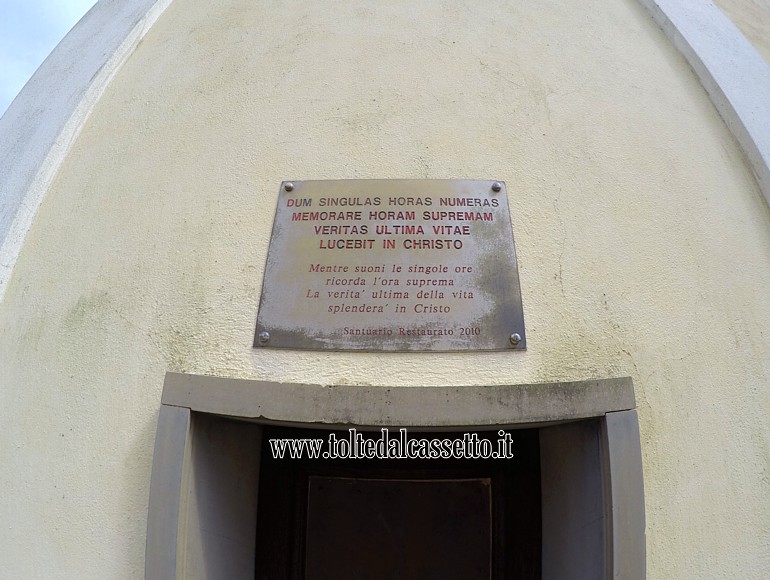 DUM SINGULAS HORAS NUMERAS
MEMORARE HORAM SUPREMAM
VERITAS ULTIMA VITAE
LUCEBIT IN CHRISTO
Mentre suoni le singole ore
ricorda l'ora suprema
La verita' ultima della vita
splendera' in Cristo
Santuario Restaurato 2010
www.toltedalcassetto.it